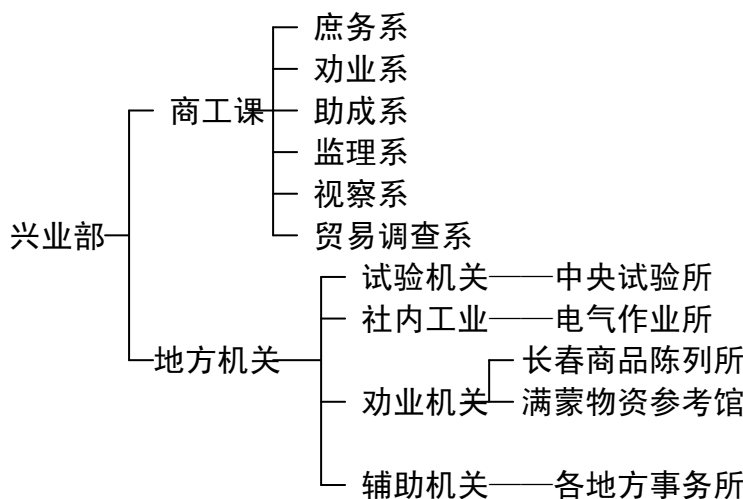 兴业部
商工课
庶务系
劝业系
助成系
监理系
视察系
贸易调查系
地方机关
试验机关——中央试验所
社内工业——电气作业所
劝业机关
长春商品陈列所
满蒙物资参考馆
辅助机关——各地方事务所